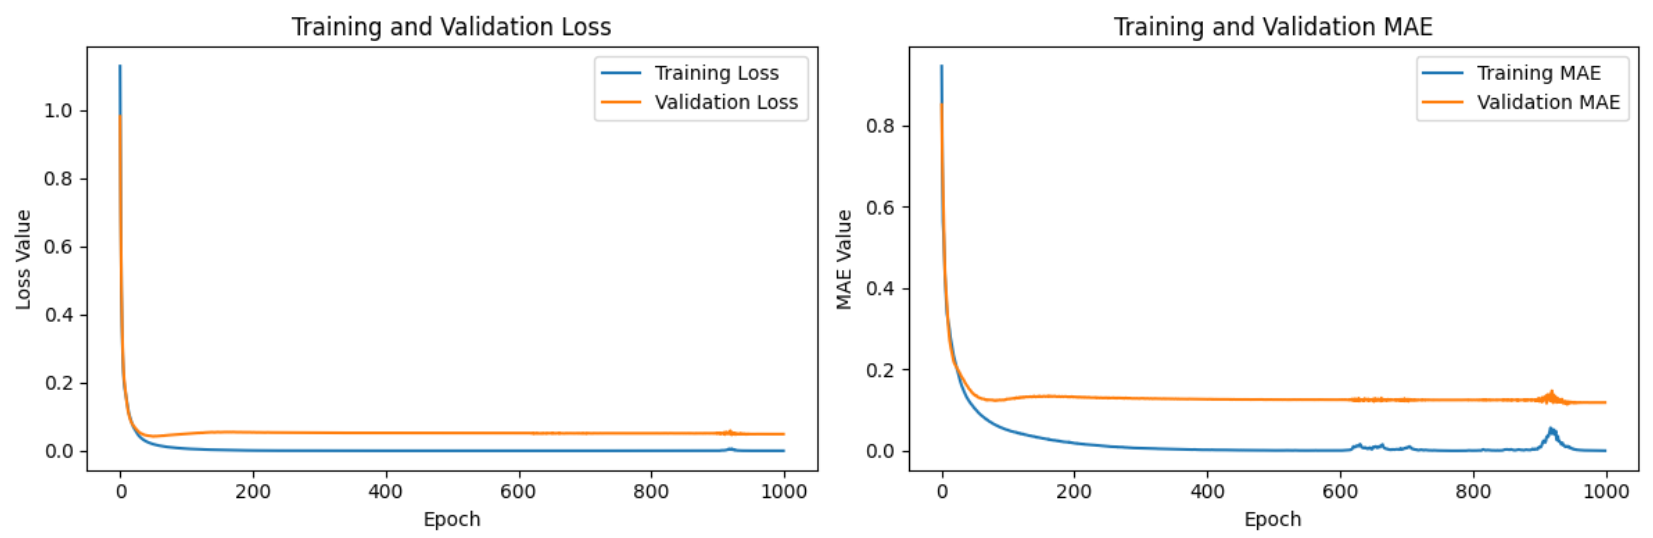 Training and Validation Loss
Training Loss
Validation Loss
1.0
0.8
0.6
0.4
0.2
0.0
Loss Value
0 200 400 600 800 1000
Epoch
Training and Validation MAE
Training MAE
Validation MAE
0.8
0.6
0.4
0.2
0.0
MAE Value
0 200 400 600 800 1000
Epoch